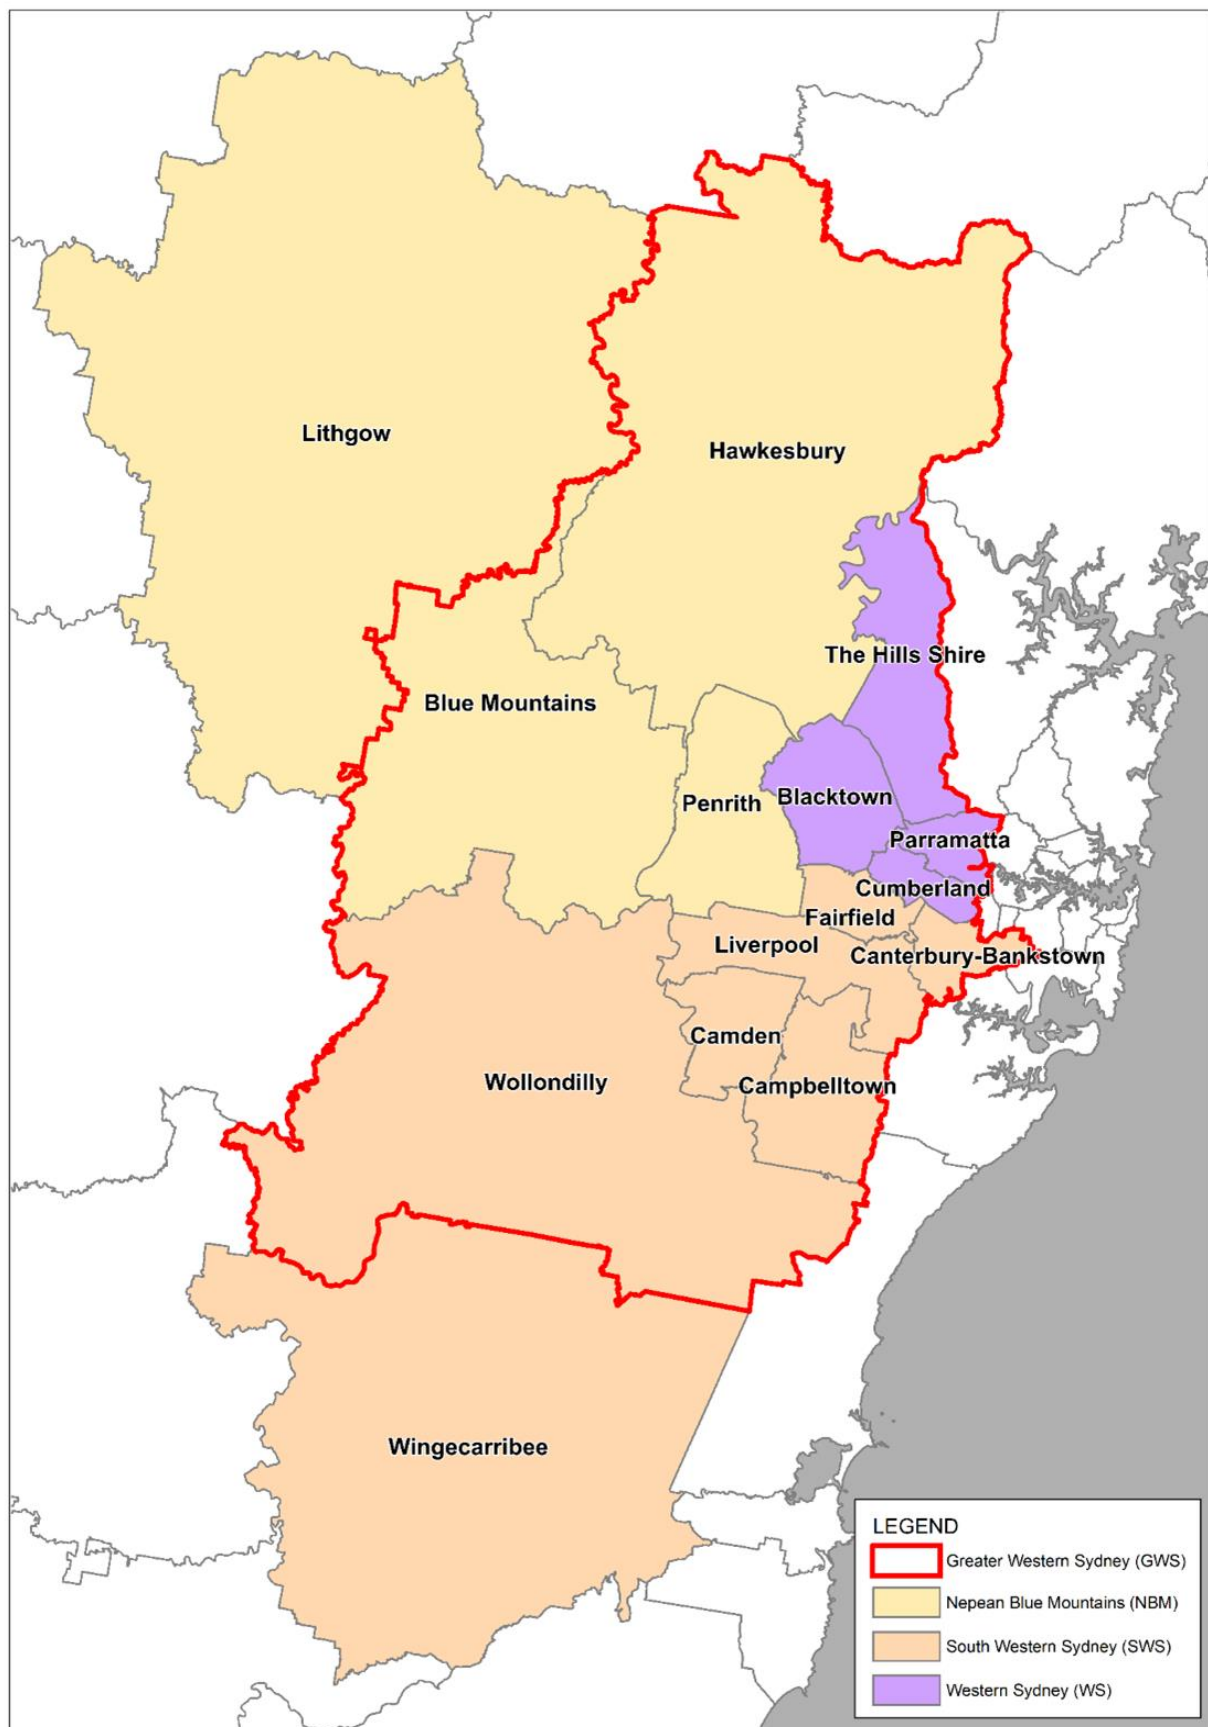 Lithgow
Hawkesbury
The Hills Shire
Blue Mountains
Penrith
Blacktown
Parramatta
Cumberland
Fairfield
Liverpool
Canterbury-Bankstown
Camden
Wollondilly
Campbelltown
Wingecarribee
LEGEND
Greater Western Sydney (GWS)
Nepean Blue Mountains (NBM)
South Western Sydney (SWS)
Western Sydney (WS)